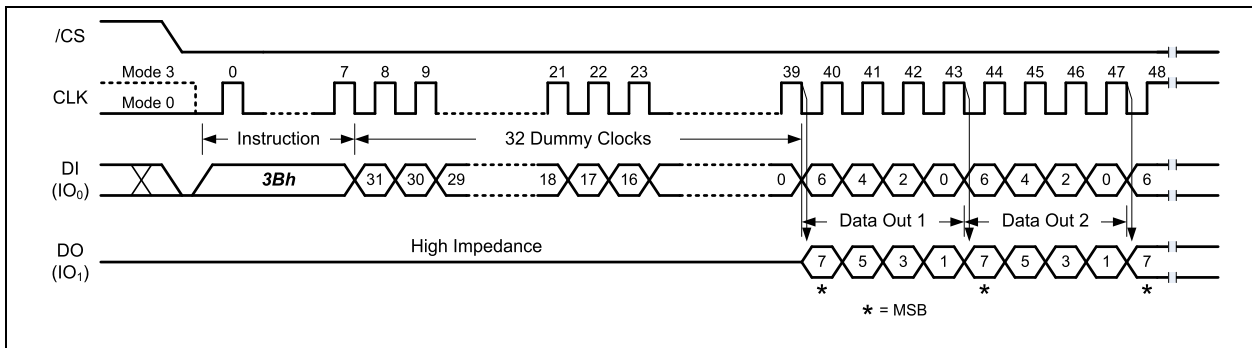 /CS
Mode 3 0 7 8 9 21 22 23 39 40 41 42 43 44 45 46 47 48
CLK Mode 0
Instruction 32 Dummy Clocks
DI
(IO0)
3Bh 31 30 29 18 17 16 0 6 4 2 0 6 4 2 0 6
Data Out 1 Data Out 2
DO
(IO1)
High Impedance
7 5 3 1 7 5 3 1 7
* * *
* = MSB